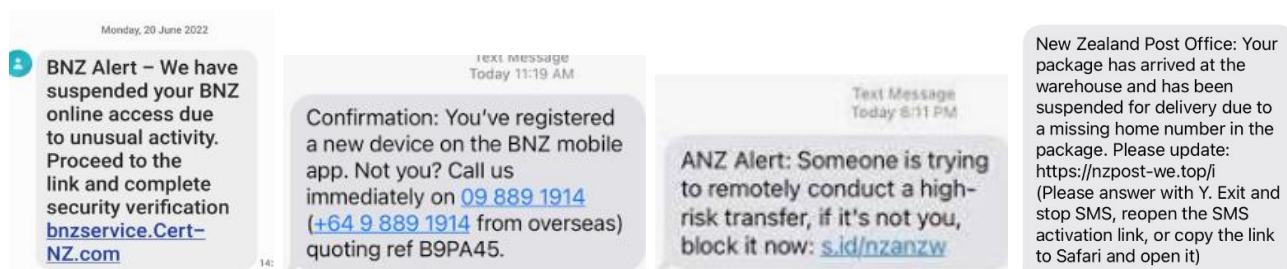 Monday, 20 June 2022
BNZ Alert – We have
suspended your BNZ
online access due
to unusual activity.
Proceed to the
link and complete
security verification
bnzservice.Cert–
NZ.com
14:
Text Message
Today 11:19 AM
Confirmation: You've registered
a new device on the BNZ mobile
app. Not you? Call us
immediately on 09 889 1914
(+64 9 889 1914 from overseas)
quoting ref B9PA45.
Text Message
Today 6:11 PM
ANZ Alert: Someone is trying
to remotely conduct a high-
risk transfer, if it's not you,
block it now: s.id/nzanzw
New Zealand Post Office: Your
package has arrived at the
warehouse and has been
suspended for delivery due to
a missing home number in the
package. Please update:
https://nzpost-we.top/i
(Please answer with Y. Exit and
stop SMS, reopen the SMS
activation link, or copy the link
to Safari and open it)